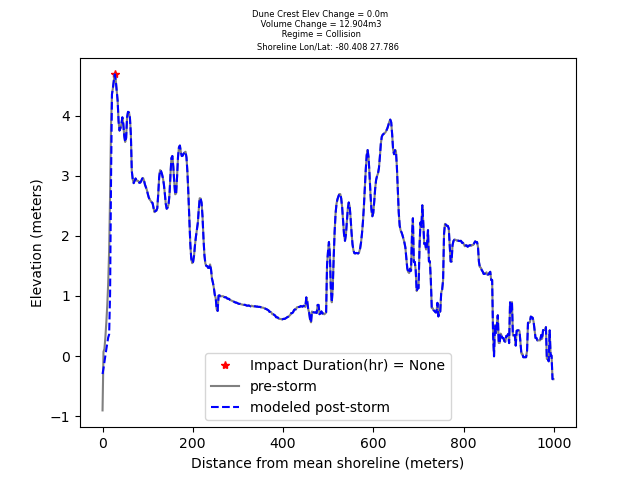 Dune Crest Elev Change = 0.0m
Volume Change = 12.904m3
Regime = Collision
Shoreline Lon/Lat: -80.408 27.786
4
3
2
1
0
−1
Elevation (meters)
Impact Duration(hr) = None
pre-storm
modeled post-storm
0
200
400
600
800
1000
Distance from mean shoreline (meters)